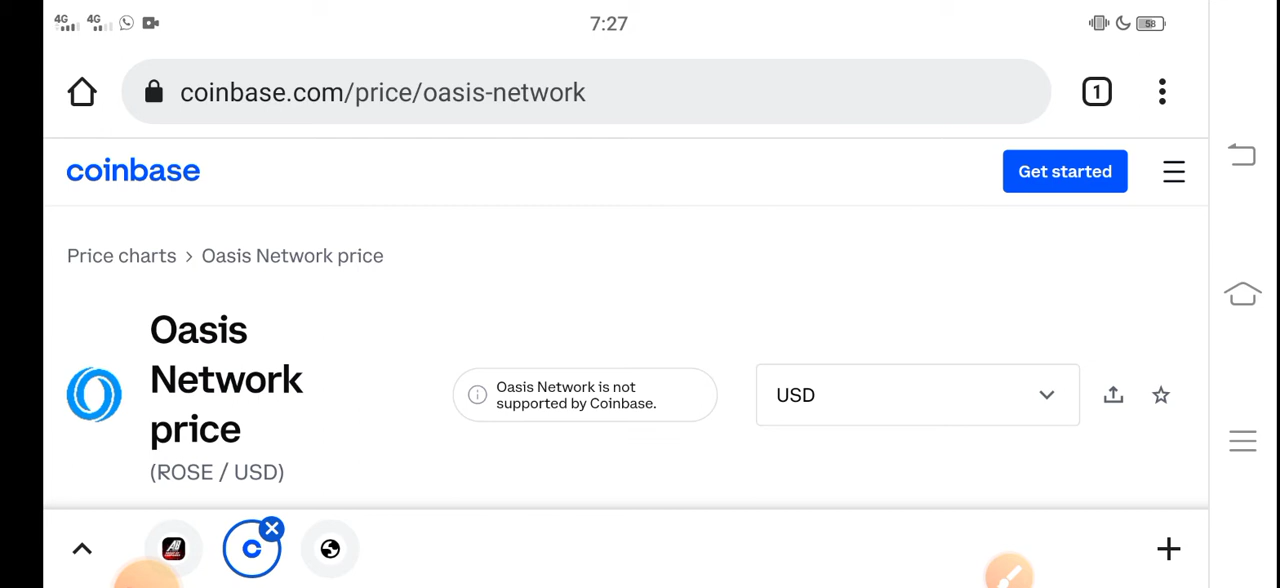 4G 4G 7:27 58
coinbase.com/price/oasis-network 1
coinbase Get started
Price charts > Oasis Network price
Oasis
Network
price
(ROSE / USD)
Oasis Network is not
supported by Coinbase.
USD